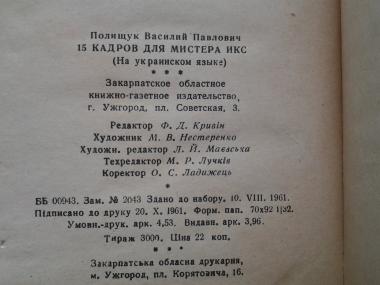 Полищук Василий Павлович
15 КАДРОВ ДЛЯ МИСТЕРА ИКС
(На украинском языке)
* * *
Закарпатское областное
книжно-газетное издательство,
г. Ужгород, пл. Советская, 3.
Редактор Ф. Д. Кривін
Художник М. В. Нестеренко
Художн. редактор Л. Й. Маєвська
Техредактор М. Р. Лучків
Коректор О. С. Ладижець
* * *
ББ 00943. Зам. № 2043 Здано до набору. 10. VIII. 1961.
Підписано до друку 20. X. 1961. Форм. пап. 70x92 1|32.
Умовн.-друк. арк. 4,53. Видавн. арк. 3,96.
Тираж 3000. Ціна 22 коп.
* * *
Закарпатська обласна друкарня,
м. Ужгород, пл. Корятовича, 16.